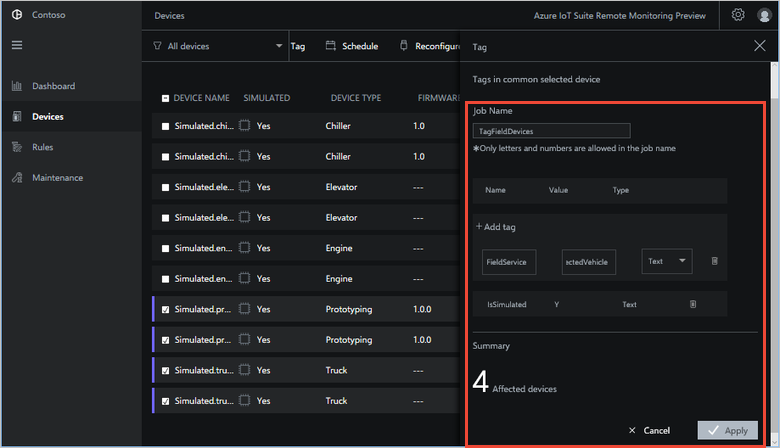 Contoso
Devices
Azure IoT Suite Remote Monitoring Preview
All devices
Tag
Schedule
Reconfigure
Dashboard
Devices
Rules
Maintenance
DEVICE NAME SIMULATED DEVICE TYPE FIRMWARE
Simulated.chi... Yes Chiller 1.0
Simulated.chi... Yes Chiller 1.0
Simulated.ele... Yes Elevator ---
Simulated.ele... Yes Elevator ---
Simulated.en... Yes Engine ---
Simulated.en... Yes Engine ---
Simulated.pr... Yes Prototyping 1.0.0
Simulated.pr... Yes Prototyping 1.0.0
Simulated.tru... Yes Truck ---
Simulated.tru... Yes Truck ---
Tag
Tags in common selected device
Job Name
TagFieldDevices
✱Only letters and numbers are allowed in the job name
Name Value Type
+ Add tag
FieldService ectedVehicle Text
IsSimulated Y Text
Summary
4 Affected devices
Cancel
Apply